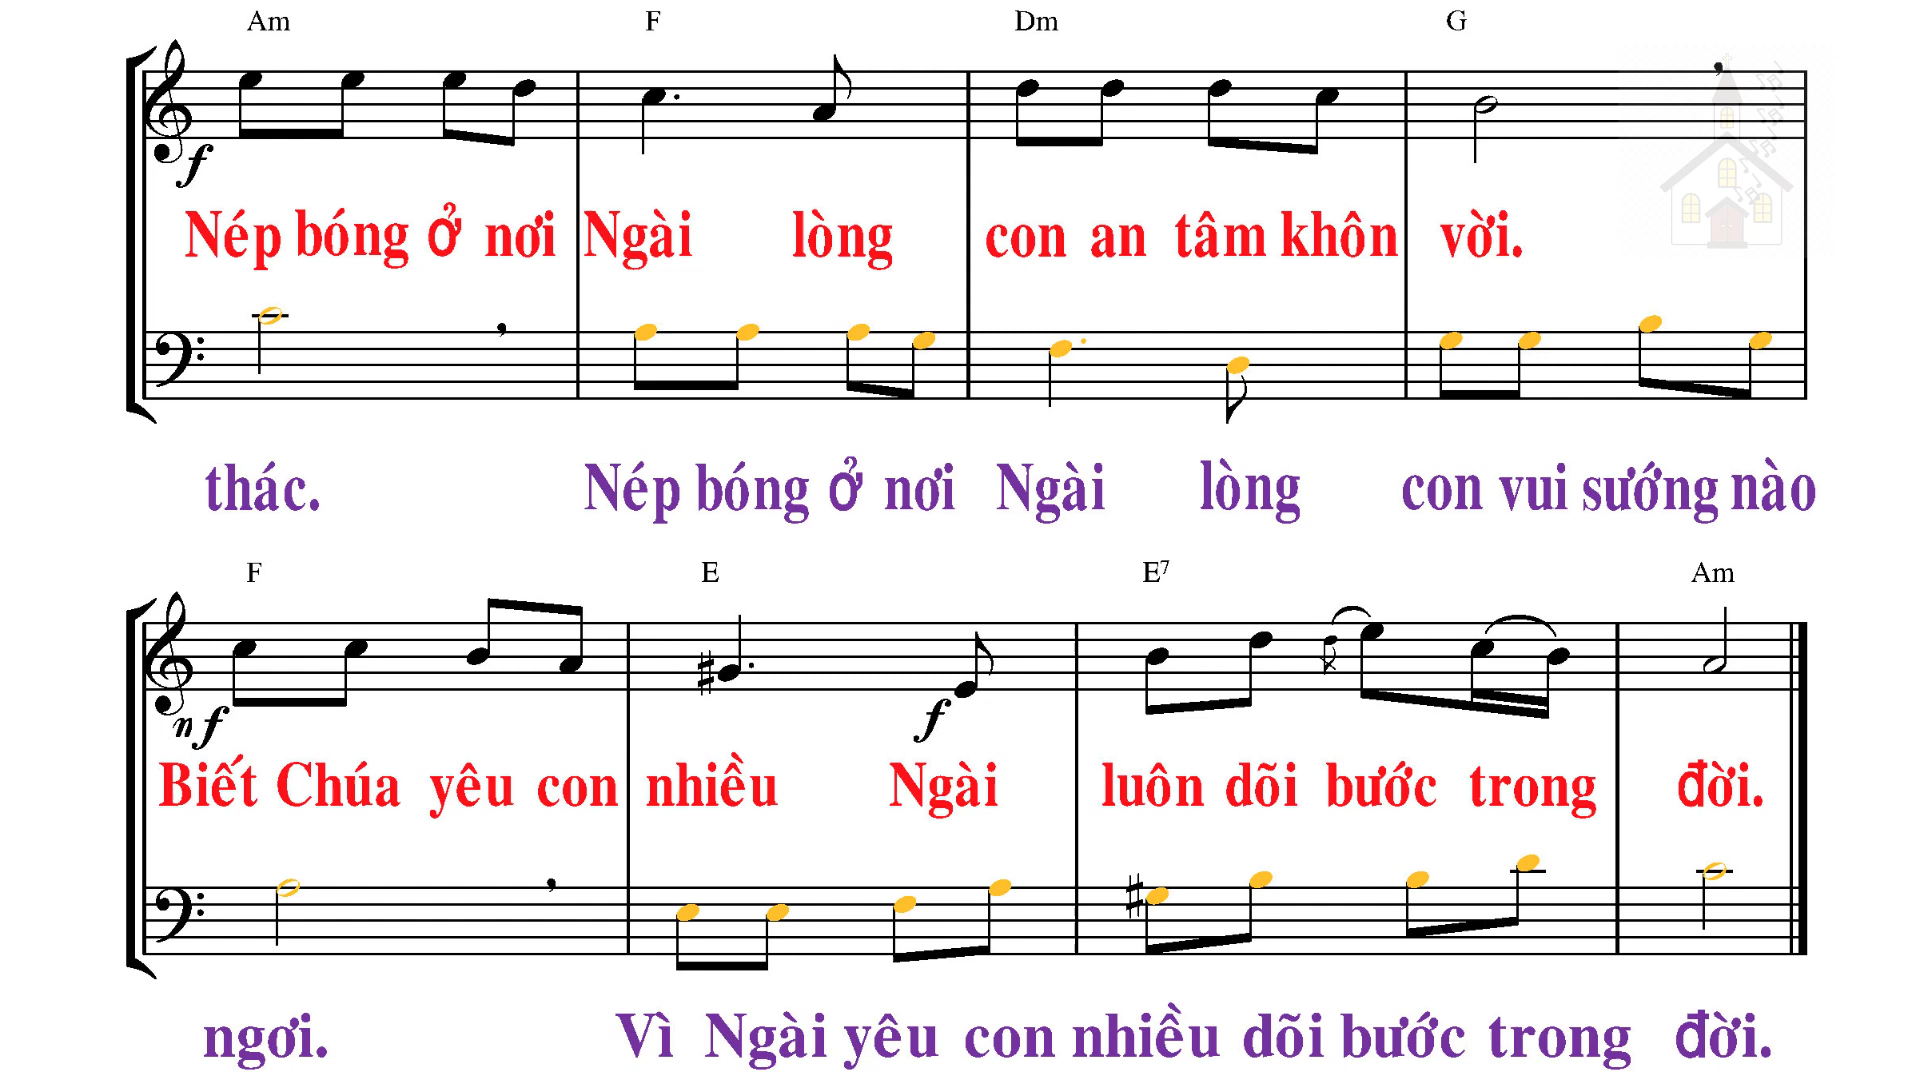 Am F Dm G
f
Nép bóng ở nơi Ngài lòng con an tâm khôn vời.
thác. Nép bóng ở nơi Ngài lòng con vui sướng nào
F E E7 Am
nf f
Biết Chúa yêu con nhiều Ngài luôn dõi bước trong đời.
ngơi. Vì Ngài yêu con nhiều dõi bước trong đời.